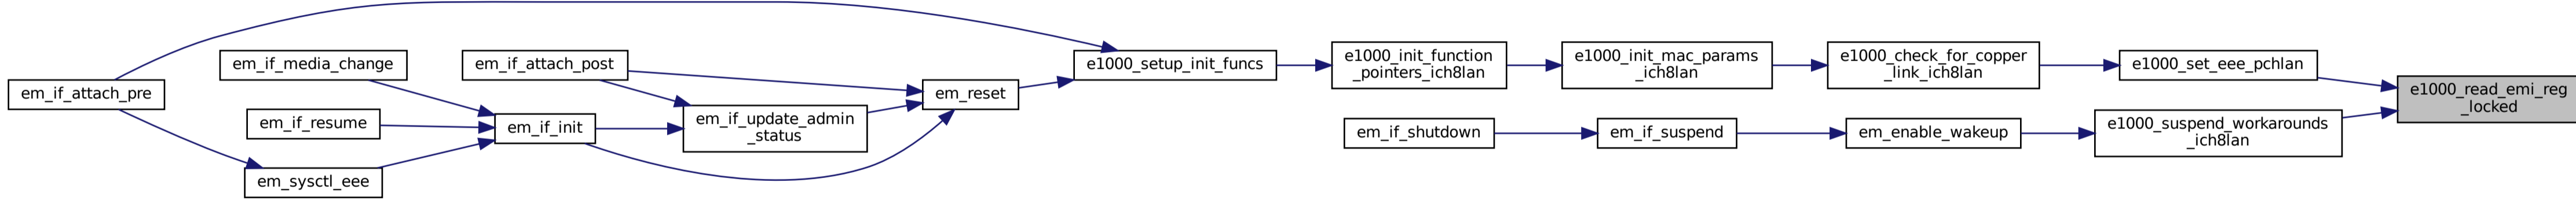 em_if_attach_pre
em_if_media_change
em_if_resume
em_sysctl_eee
em_if_attach_post
em_if_init
em_if_update_admin
_status
em_reset
e1000_setup_init_funcs
e1000_init_function
_pointers_ich8lan
e1000_init_mac_params
_ich8lan
e1000_check_for_copper
_link_ich8lan
e1000_set_eee_pchlan
em_if_shutdown
em_if_suspend
em_enable_wakeup
e1000_suspend_workarounds
_ich8lan
e1000_read_emi_reg
_locked